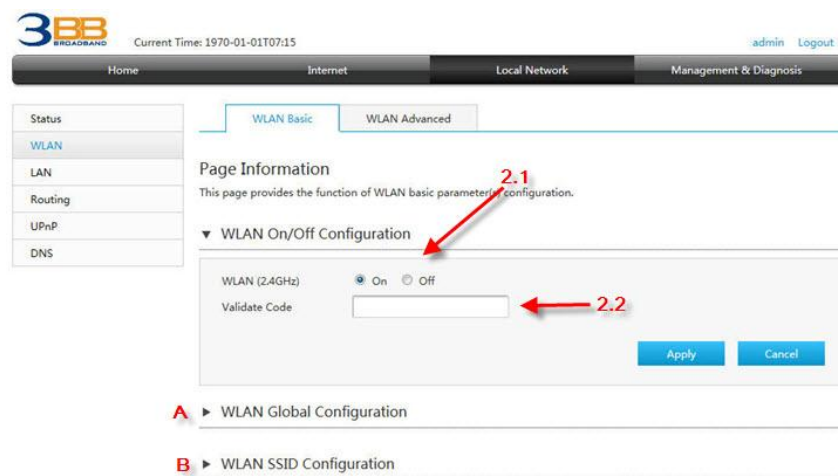 3BB
BROADBAND
Current Time: 1970-01-01T07:15
admin Logout
Home Internet Local Network Management & Diagnosis
Status
WLAN
LAN
Routing
UPnP
DNS
WLAN Basic WLAN Advanced
Page Information
2.1
This page provides the function of WLAN basic parameter(s) configuration.
▼ WLAN On/Off Configuration
WLAN (2.4GHz) On Off
Validate Code
2.2
Apply Cancel
A ► WLAN Global Configuration
B ► WLAN SSID Configuration